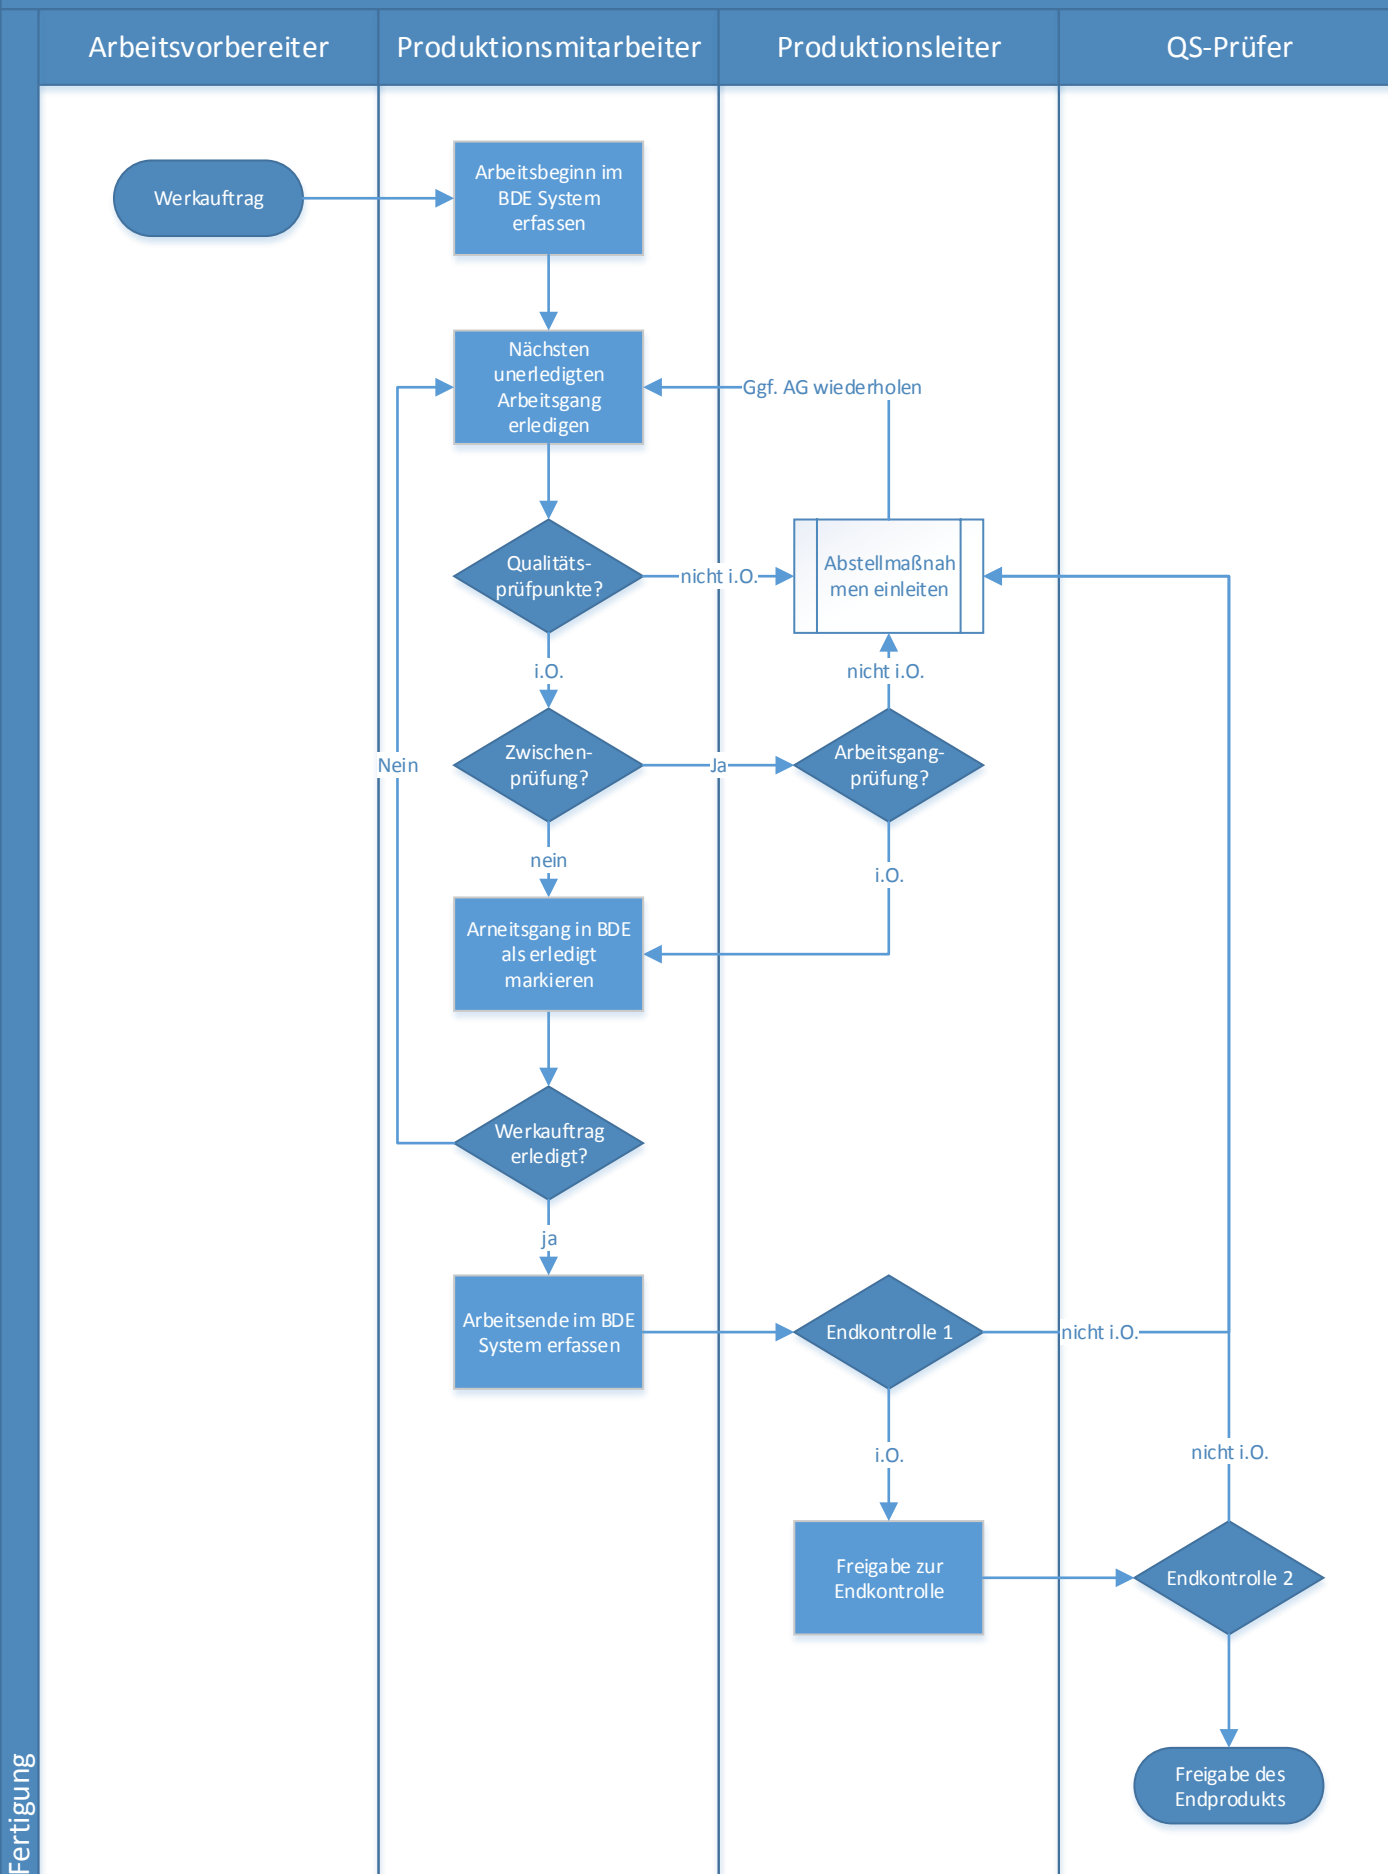 Arbeitsvorbereiter
Produktionsmitarbeiter
Produktionsleiter
QS-Prüfer
Fertigung
Werkauftrag
Arbeitsbeginn im
BDE System
erfassen
Nächsten
unerledigten
Arbeitsgang
erledigen
Ggf. AG wiederholen
Qualitäts-
prüfpunkte?
nicht i.O.
Abstellmaßnah
men einleiten
i.O.
nicht i.O.
Nein
Zwischen-
prüfung?
Ja
Arbeitsgang-
prüfung?
nein
i.O.
Arneitsgang in BDE
als erledigt
markieren
Werkauftrag
erledigt?
ja
Arbeitsende im BDE
System erfassen
Endkontrolle 1
nicht i.O.
i.O.
nicht i.O.
Freigabe zur
Endkontrolle
Endkontrolle 2
Freigabe des
Endprodukts